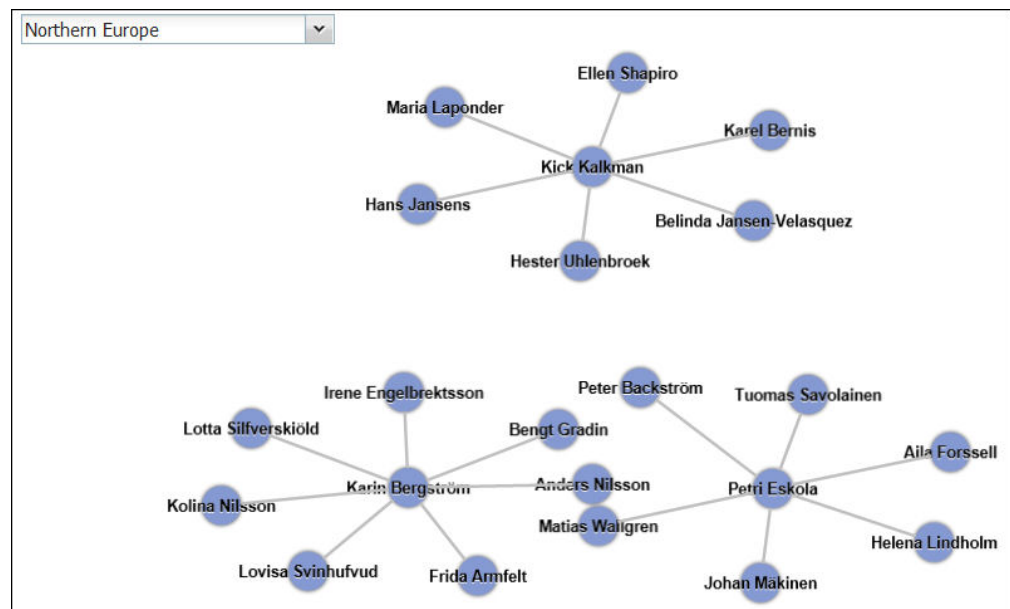 Northern Europe
Ellen Shapiro
Maria Laponder
Karel Bernis
Kick Kalkman
Hans Jansens
Belinda Jansen-Velasquez
Hester Uhlenbroek
Irene Engelbrektsson
Peter Backström
Tuomas Savolainen
Lotta Silfverskiöld
Bengt Gradin
Aila Forssell
Karin Bergström
Anders Nilsson
Petri Eskola
Kolina Nilsson
Matias Wallgren
Helena Lindholm
Lovisa Svinhufvud
Frida Armfelt
Johan Mäkinen